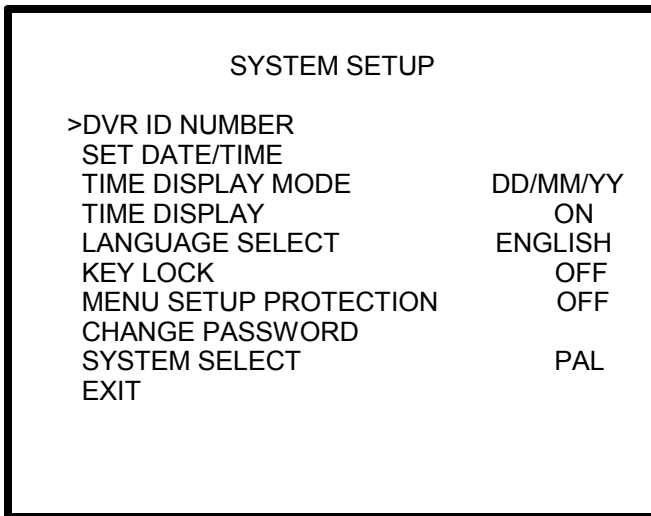 SYSTEM SETUP
>DVR ID NUMBER
SET DATE/TIME
TIME DISPLAY MODE DD/MM/YY
TIME DISPLAY ON
LANGUAGE SELECT ENGLISH
KEY LOCK OFF
MENU SETUP PROTECTION OFF
CHANGE PASSWORD
SYSTEM SELECT PAL
EXIT